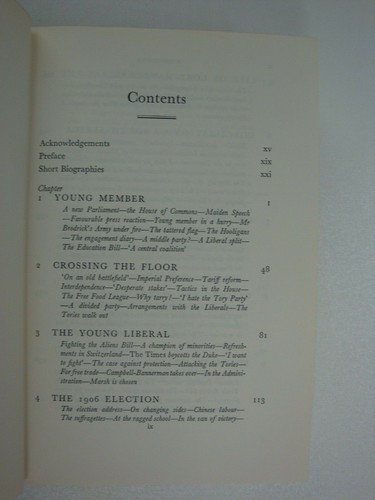 Contents
Acknowledgements xv
Preface xix
Short Biographies xxi
Chapter
1 YOUNG MEMBER 1
A new Parliament—the House of Commons—Maiden Speech
—Favourable press reaction—Young member in a hurry—Mr
Brodrick's Army under fire—The tattered flag—The Hooligans
—The engagement diary—A middle party?—A Liberal split—
The Education Bill—'A central coalition'
2 CROSSING THE FLOOR 48
'On an old battlefield'—Imperial Preference—Tariff reform—
Interdependence—'Desperate stakes'—Tactics in the House—
The Free Food League—Why tarry?—'I hate the Tory Party'
—A divided party—Arrangements with the Liberals—The
Tories walk out
3 THE YOUNG LIBERAL 81
Fighting the Aliens Bill—A champion of minorities—Refresh-
ments in Switzerland—The Times boycotts the Duke—'I want
to fight'—The case against protection—Attacking the Tories—
For free trade—Campbell-Bannerman takes over—In the Admini-
stration—Marsh is chosen
4 THE 1906 ELECTION 113
The election address—On changing sides—Chinese labour—
The suffragettes—At the ragged school—In the van of victory—
ix